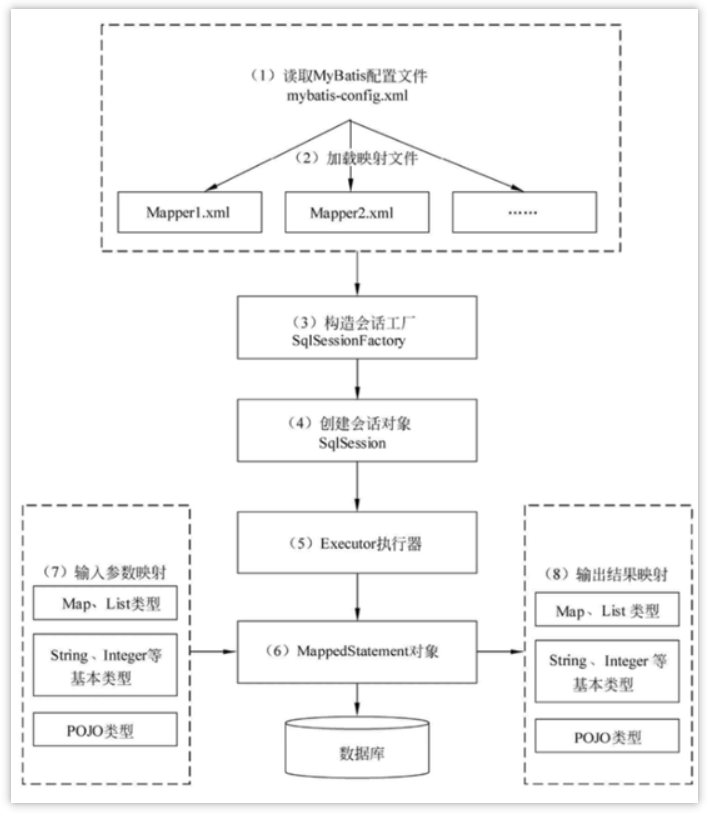 （1）读取MyBatis配置文件
mybatis-config.xml
（2）加载映射文件
Mapper1.xml
Mapper2.xml
······
（3）构造会话工厂
SqlSessionFactory
（4）创建会话对象
SqlSession
（5）Executor执行器
（7）输入参数映射
Map、List类型
String、Integer等
基本类型
POJO类型
（6）MappedStatement对象
（8）输出结果映射
Map、List 类型
String、Integer 等
基本类型
POJO类型
数据库